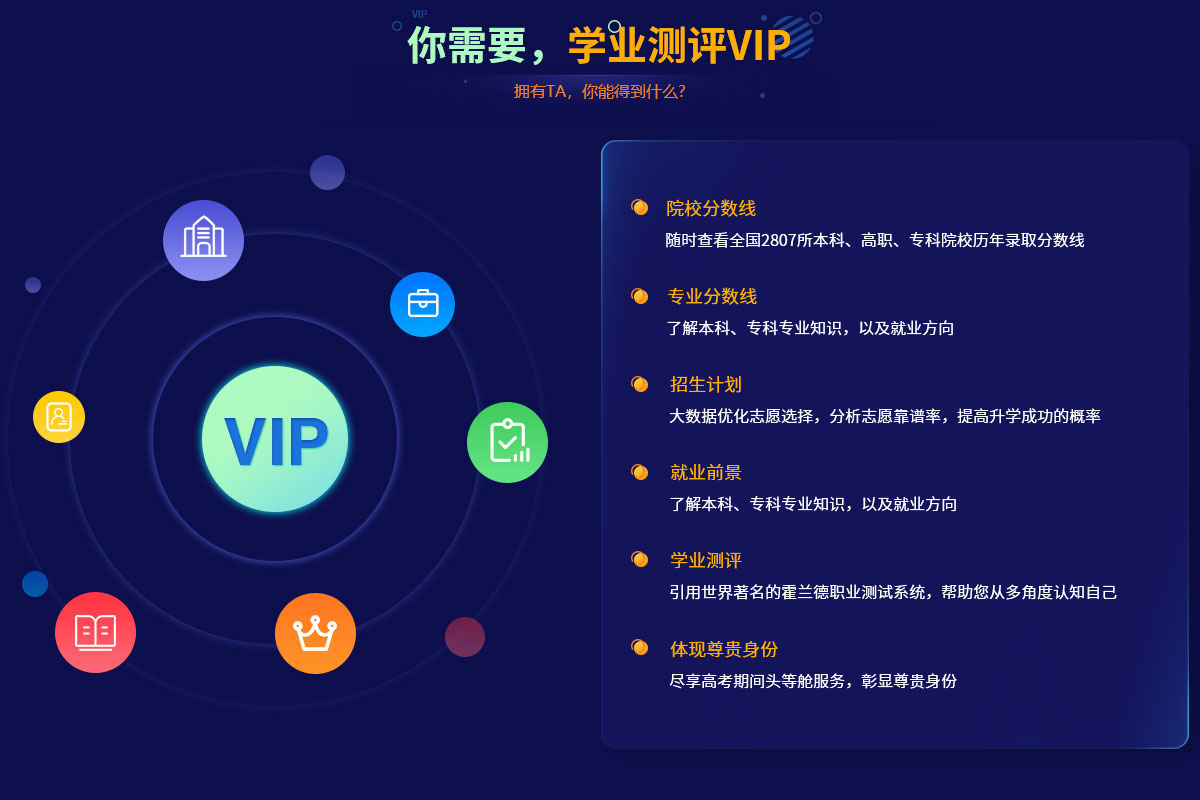 VIP
你需要，学业测评VIP
拥有TA，你能得到什么？
VIP
院校分数线
随时查看全国2807所本科、高职、专科院校历年录取分数线
专业分数线
了解本科、专科专业知识，以及就业方向
招生计划
大数据优化志愿选择，分析志愿靠谱率，提高升学成功的概率
就业前景
了解本科、专科专业知识，以及就业方向
学业测评
引用世界著名的霍兰德职业测试系统，帮助您从多角度认知自己
体现尊贵身份
尽享高考期间头等舱服务，彰显尊贵身份